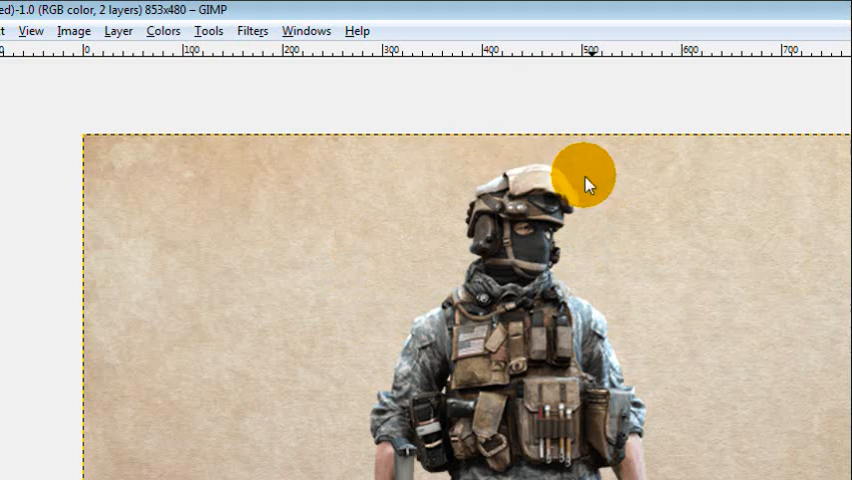 ed)-1.0 (RGB color, 2 layers) 853x480 – GIMP
t View Image Layer Colors Tools Filters Windows Help
0 0 100 200 300 400 500 600 700